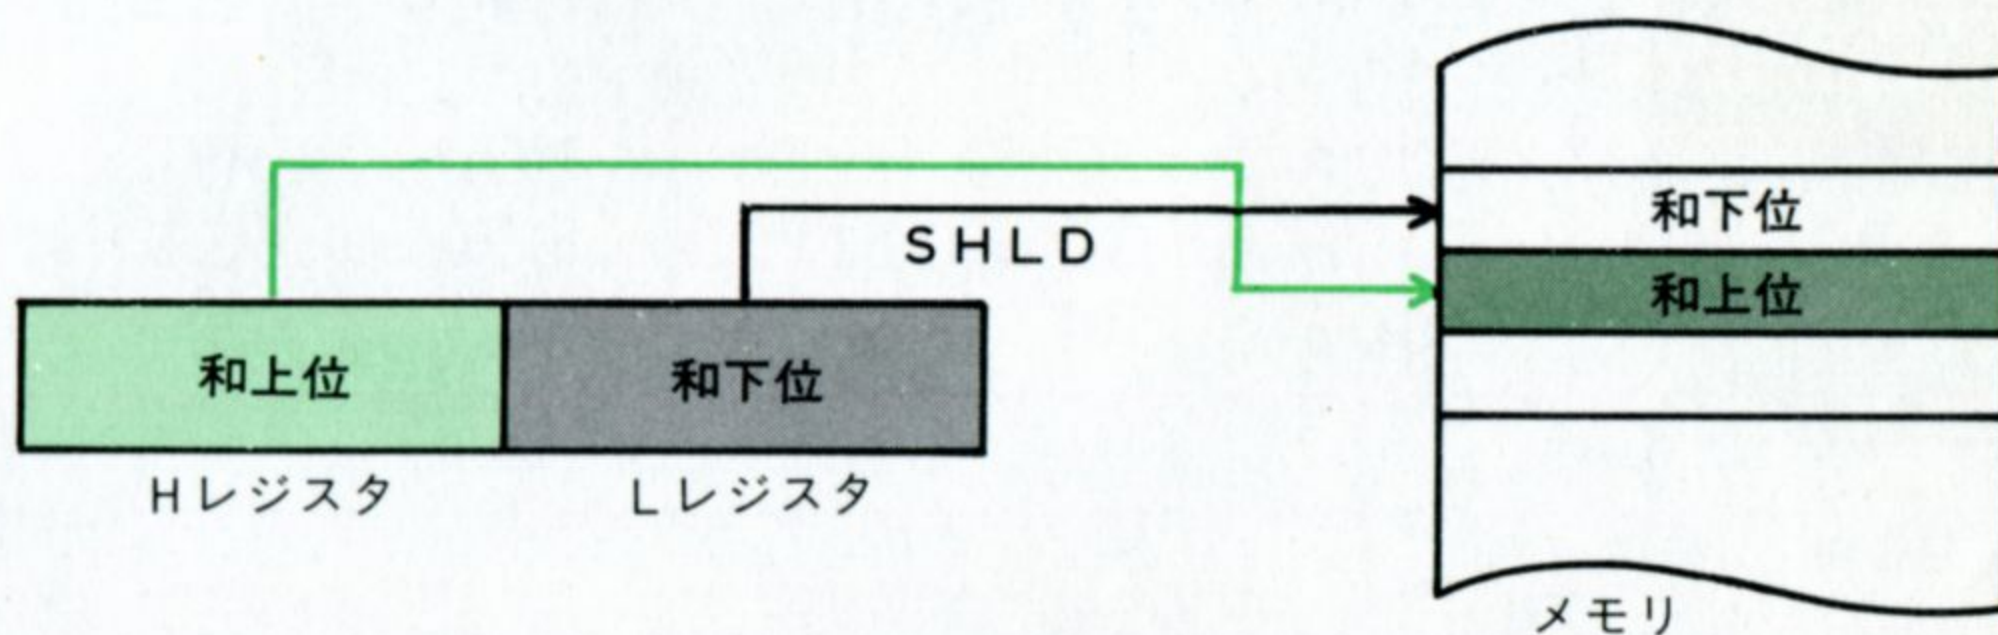 和下位
SHLD
和上位
和上位 和下位
Hレジスタ Lレジスタ
メモリ